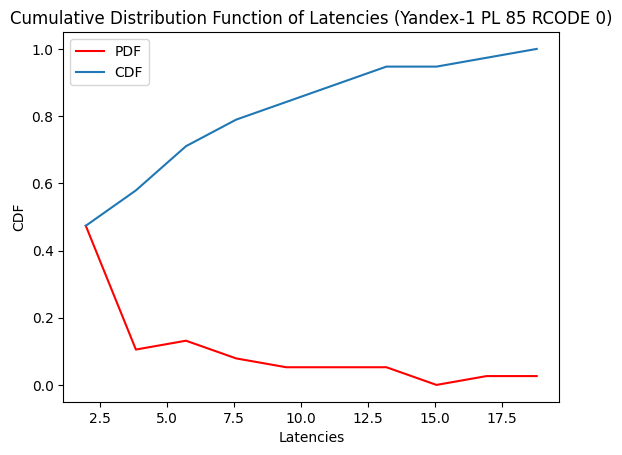 Cumulative Distribution Function of Latencies (Yandex-1 PL 85 RCODE 0)
PDF
CDF
1.0
0.8
0.6
0.4
0.2
0.0
CDF
2.5 5.0 7.5 10.0 12.5 15.0 17.5
Latencies